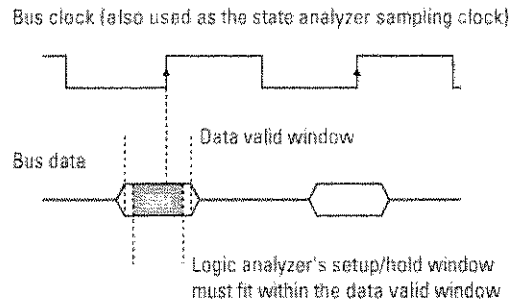 Bus clock (also used as the state analyzer sampling clock)
Data valid window
Bus data
Logic analyzer's setup/hold window
must fit within the data valid window